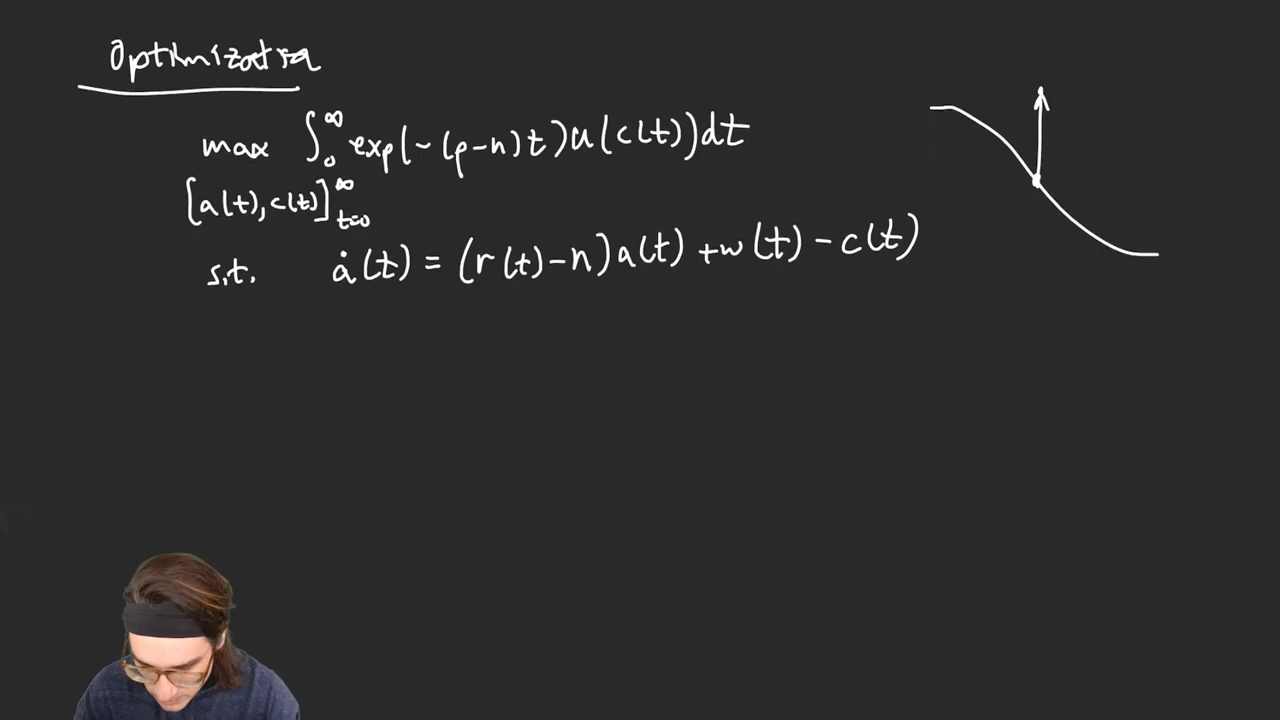 Optimization
max ∫₀^∞ exp(-(ρ-n)t)u(c(t))dt
[a(t), c(t)]_{t=0}^∞
s.t. ȧ(t) = (r(t)-n)a(t) + w(t) - c(t)